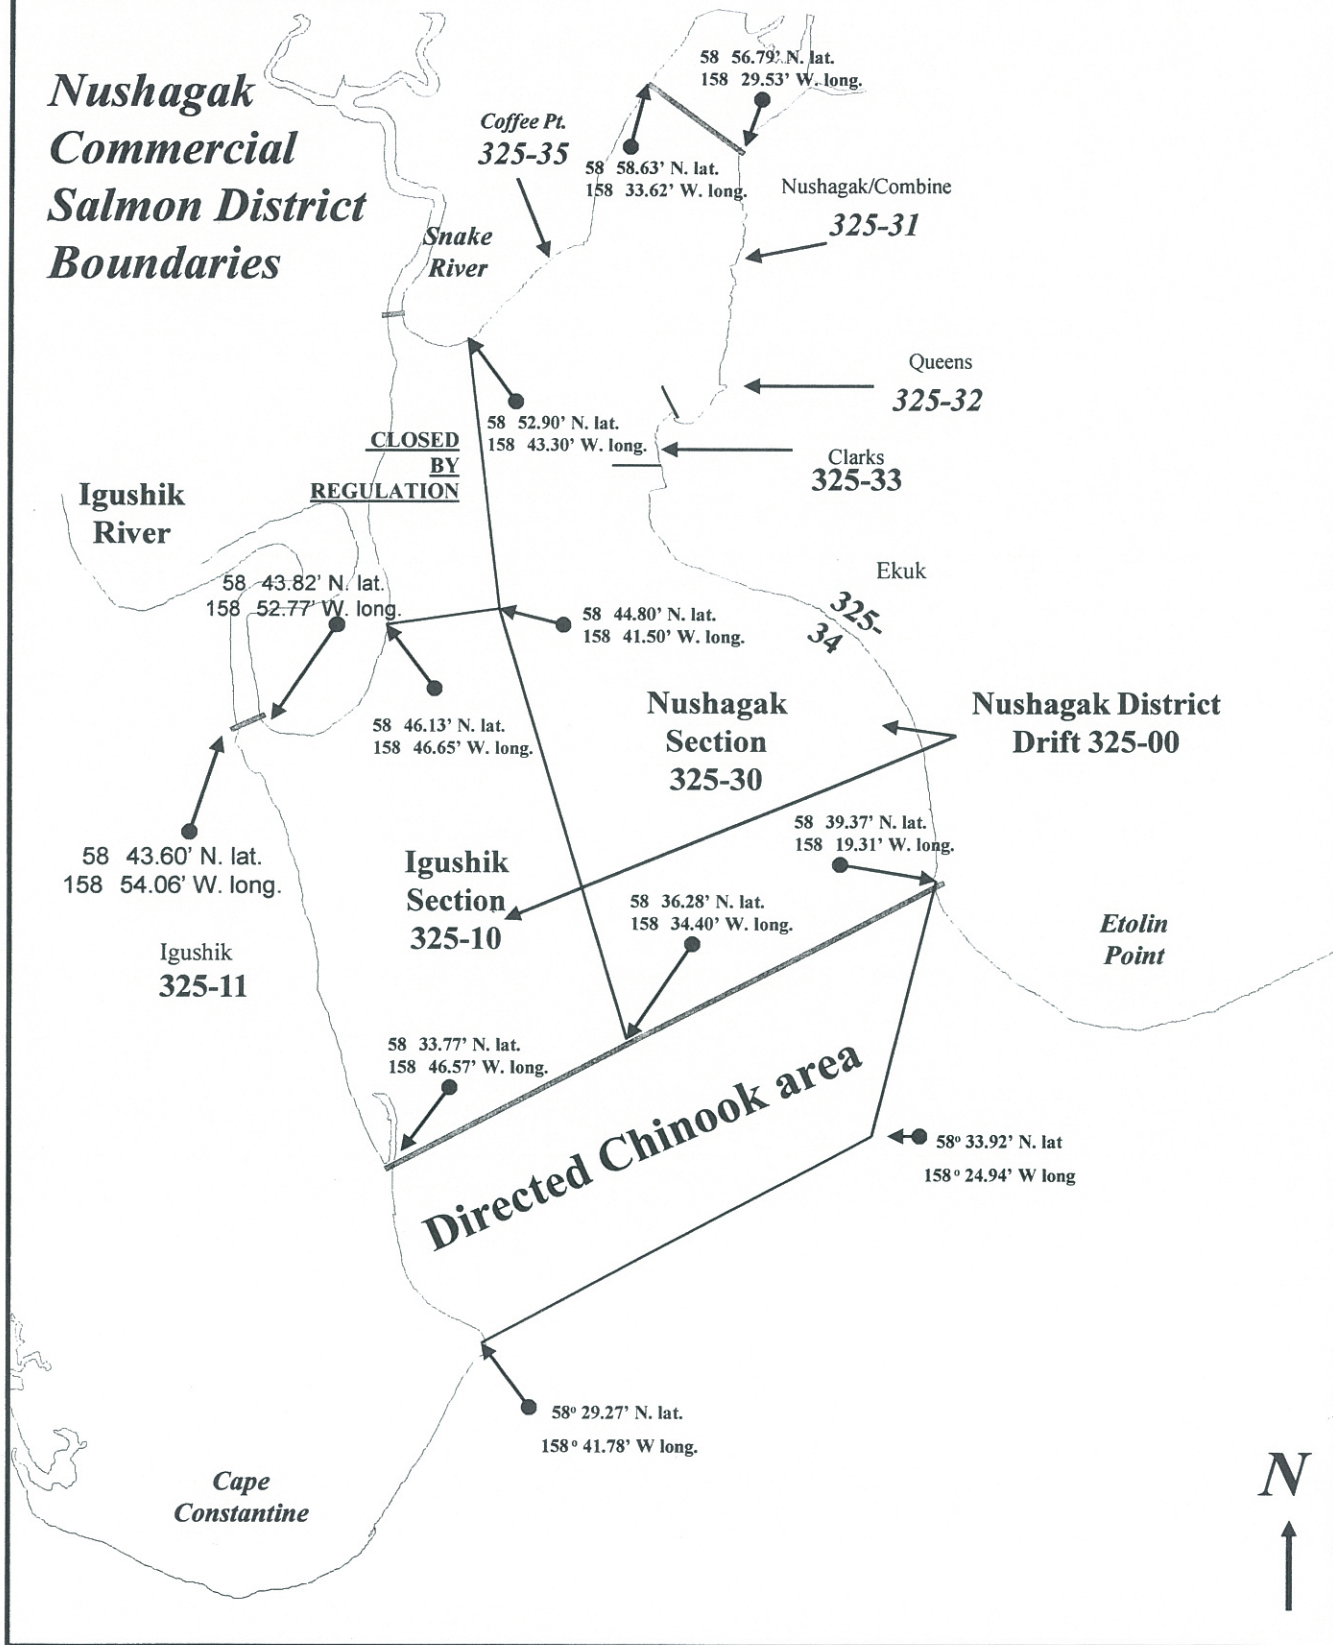 Nushagak
Commercial
Salmon District
Boundaries
58 56.79' N. lat.
158 29.53' W. long.
Coffee Pt.
325-35
58 58.63' N. lat.
158 33.62' W. long.
Nushagak/Combine
325-31
Snake
River
Queens
325-32
58 52.90' N. lat.
158 43.30' W. long.
CLOSED
BY
REGULATION
Clarks
325-33
Igushik
River
Ekuk
325-
34
58 43.82' N. lat.
158 52.77' W. long.
58 44.80' N. lat.
158 41.50' W. long.
58 46.13' N. lat.
158 46.65' W. long.
Nushagak
Section
325-30
Nushagak District
Drift 325-00
58 43.60' N. lat.
158 54.06' W. long.
58 39.37' N. lat.
158 19.31' W. long.
Igushik
Section
325-10
58 36.28' N. lat.
158 34.40' W. long.
Igushik
325-11
Etolin
Point
58 33.77' N. lat.
158 46.57' W. long.
Directed Chinook area
58º 33.92' N. lat
158º 24.94' W long
58º 29.27' N. lat.
158º 41.78' W long.
Cape
Constantine
N